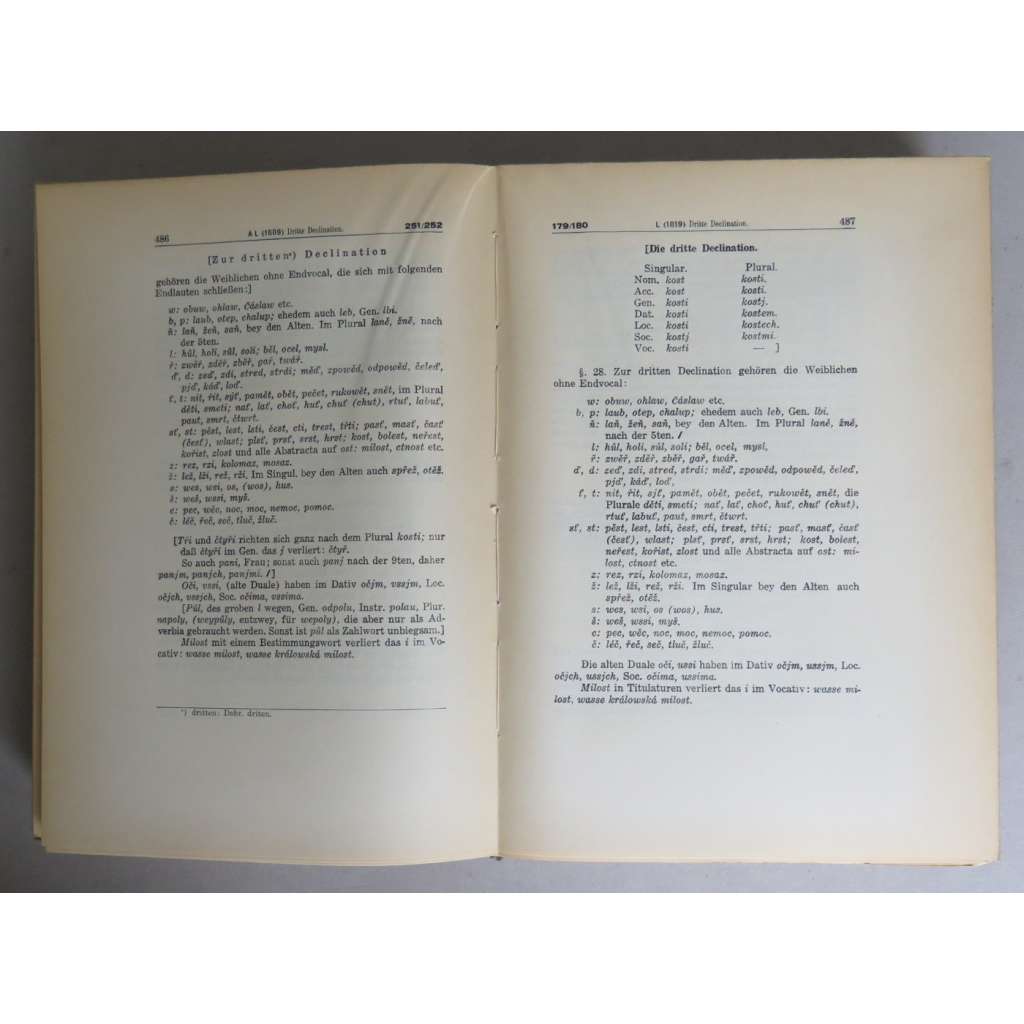 486 A L (1809) Dritte Declination. 251/252
[Zur dritten*) Declination
gehören die Weiblichen ohne Endvocal, die sich mit folgenden
Endlauten schließen:]
w: obuw, ohlaw, Čáslaw etc.
b, p: laub, otep, chalup; ehedem auch leb, Gen. lbi.
ň: laň, žeň, saň, bey den Alten. Im Plural laně, žně, nach
der 5ten.
l: hůl, holi, sůl, soli; běl, ocel, mysl.
ř: zwěř, zděř, zběř, gař, twář.
ď, d: zeď, zdi, stred, strdi; měď, zpowěd, odpowěd, čeleď,
pjď, káď, loď.
ť, t: nit, řit, syť, pamět, obět, pečet, rukowět, snět, im Plural
děti, smeti; nať, lať, choť, huť, chuť (chut), rtuť, labuť,
paut, smrt, čtwrt.
sť, st: pěst, lest, lsti, čest, cti, trest, třti; pasť, masť, časť
(česť), wlast; plsť, prsť, srst, hrst; kost, bolest, neřest,
kořist, zlost und alle Abstracta auf ost: milost, ctnost etc.
z: rez, rzi, kolomaz, mosaz.
ž: lež, lži, rež, rži. Im Singul. bey den Alten auch spřež, otěž.
s: wes, wsi, os, (wos), hus.
š: weš, wssi, myš.
c: pec, wěc, noc, moc, nemoc, pomoc.
č: léč, řeč, seč, tluč, žluč.
[Tři und čtyři richten sich ganz nach dem Plural kosti; nur
daß čtyři im Gen. das j verliert: čtyř.
So auch pani, Frau; sonst auch panj nach der 9ten, daher
panjm, panjch, panjmi. /]
Oči, vssi, (alte Duale) haben im Dativ očjm, vssjm, Loc.
očjch, vssjch, Soc. očima, vssima.
[Půl, des groben l wegen, Gen. odpolu, Instr. polau, Plur.
napoly, (weypůly, entzwey, für wepoly), die aber nur als Ad-
verbia gebraucht werden. Sonst ist půl als Zahlwort unbiegsam.]
Milost mit einem Bestimmungswort verliert das i im Vo-
cativ: wasse milost, wasse králowská milost.
*) dritten: Dobr. driten.
179/180 L (1819) Dritte Declination. 487
[Die dritte Declination.
Singular. Plural.
Nom. kost kosti.
Acc. kost kosti.
Gen. kosti kostj.
Dat. kosti kostem.
Loc. kosti kostech.
Soc. kostj kostmi.
Voc. kosti — ]
§. 28. Zur dritten Declination gehören die Weiblichen
ohne Endvocal:
w: obuw, ohlaw, Čáslaw etc.
b, p: laub, otep, chalup; ehedem auch leb, Gen. lbi.
ň: laň, žeň, saň, bey den Alten. Im Plural laně, žně,
nach der 5ten. /
l: hůl, holi, sůl, soli; běl, ocel, mysl,
ř: zwěř, zděř, zběř, gař, twář.
ď, d: zeď, zdi, stred, strdi; měď, zpowěd, odpowěd, čeleď,
pjď, káď, loď,
ť, t: nit, řit, sjť, pamět, obět, pečet, rukowět, snět, die
Plurale děti, smeti; nať, lať, choť, huť, chuť (chut),
rtuť, labuť, paut, smrt, čtwrt.
sť, st: pěst, lest, lsti, čest, cti, trest, třti; pasť, masť, časť
(česť), wlast; plsť, prsť, srst, hrst; kost, bolest,
neřest, kořist, zlost und alle Abstracta auf ost: mi-
lost, ctnost etc.
z: rez, rzi, kolomaz, mosaz.
ž: lež, lži, rež, rži. Im Singular bey den Alten auch
spřež, otěž.
s: wes, wsi, os (wos), hus.
š: weš, wssi, myš.
c: pec, wěc, noc, moc, nemoc, pomoc.
č: léč, řeč, seč, tluč, žluč.
Die alten Duale oči, ussi haben im Dativ očjm, ussjm, Loc.
očjch, ussjch, Soc. očima, ussima.
Milost in Titulaturen verliert das i im Vocativ: wasse mi-
lost, wasse králowská milost.